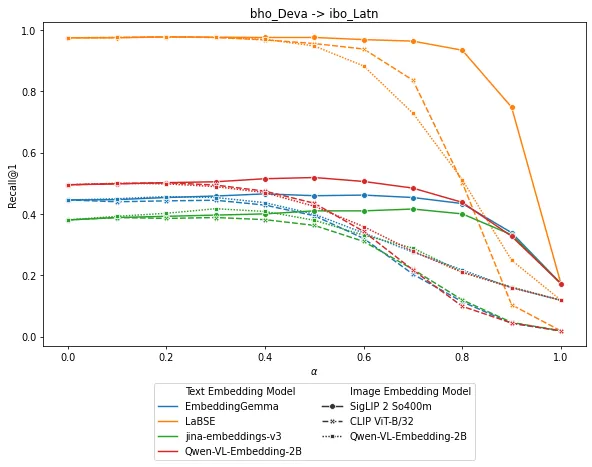 bho_Deva -> ibo_Latn
Recall@1
1.0
0.8
0.6
0.4
0.2
0.0
0.0 0.2 0.4 0.6 0.8 1.0
α
Text Embedding Model
EmbeddingGemma
LaBSE
jina-embeddings-v3
Qwen-VL-Embedding-2B
Image Embedding Model
SigLIP 2 So400m
CLIP ViT-B/32
Qwen-VL-Embedding-2B